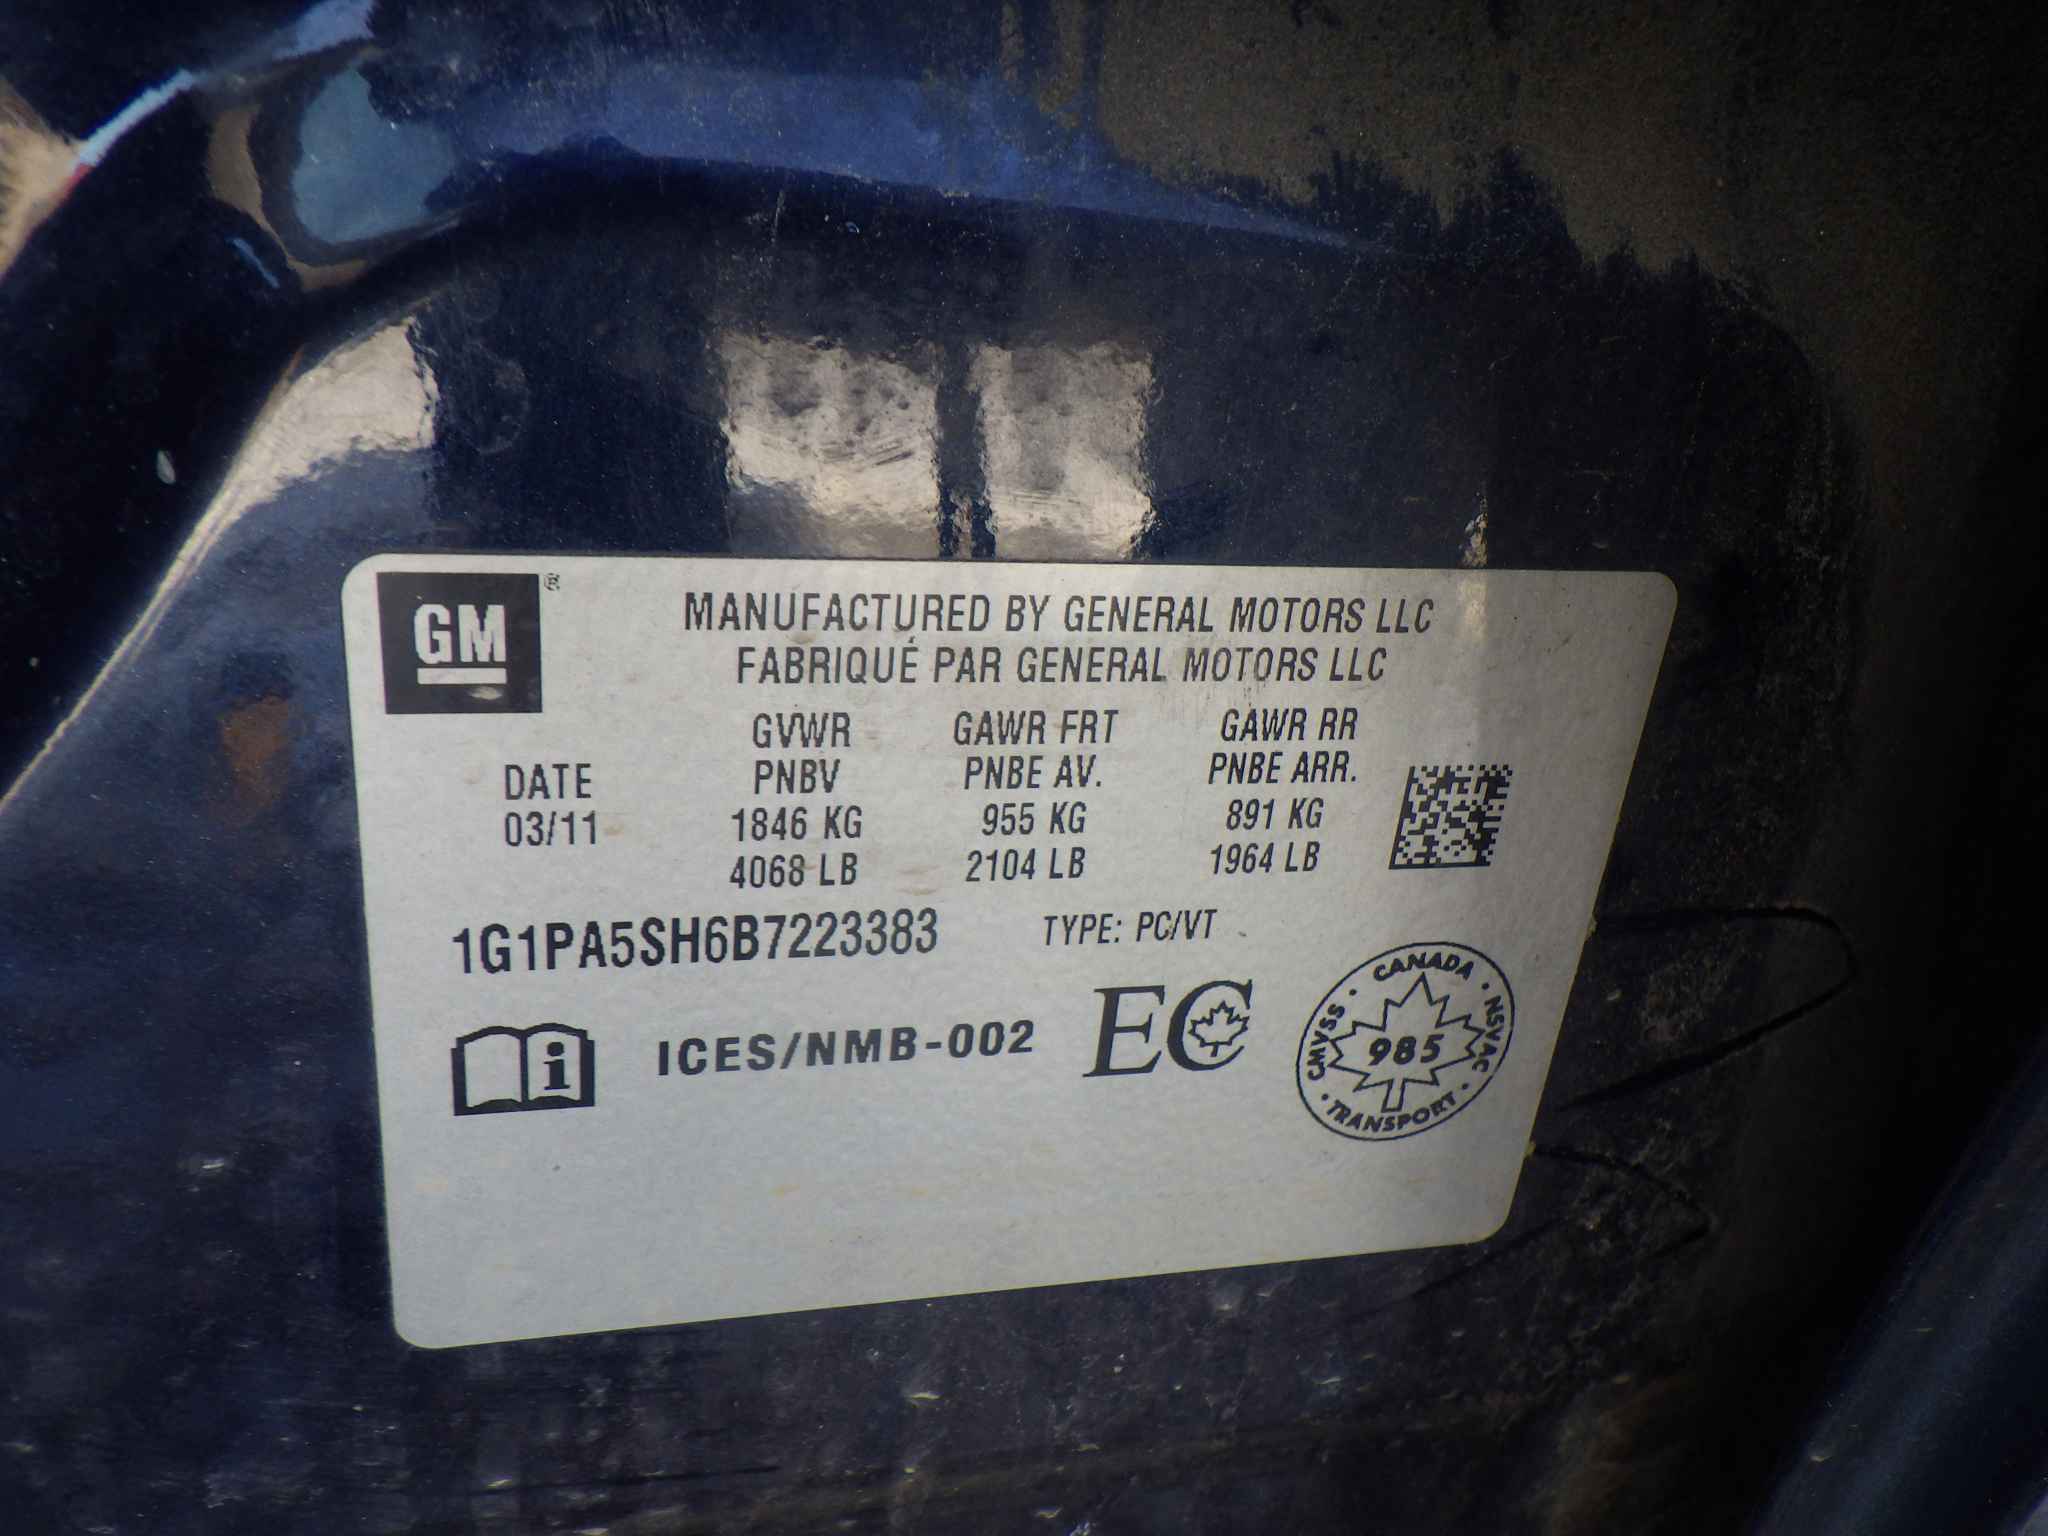 GM ®
MANUFACTURED BY GENERAL MOTORS LLC
FABRIQUÉ PAR GENERAL MOTORS LLC
GVWR GAWR FRT GAWR RR
DATE PNBV PNBE AV. PNBE ARR.
03/11 1846 KG 955 KG 891 KG
4068 LB 2104 LB 1964 LB
1G1PA5SH6B7223383 TYPE: PC/VT
i ICES/NMB-002 EC
CANADA · NSVAC · TRANSPORT · CMVSS ·
985